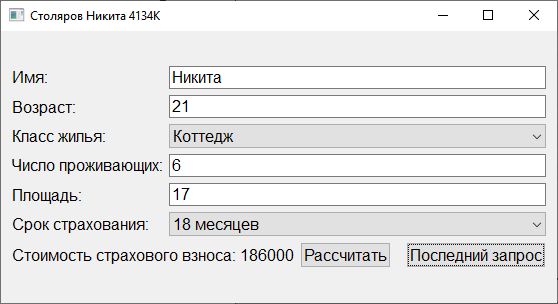 Столяров Никита 4134К
Имя: Никита
Возраст: 21
Класс жилья: Коттедж
Число проживающих: 6
Площадь: 17
Срок страхования: 18 месяцев
Стоимость страхового взноса: 186000 Рассчитать Последний запрос